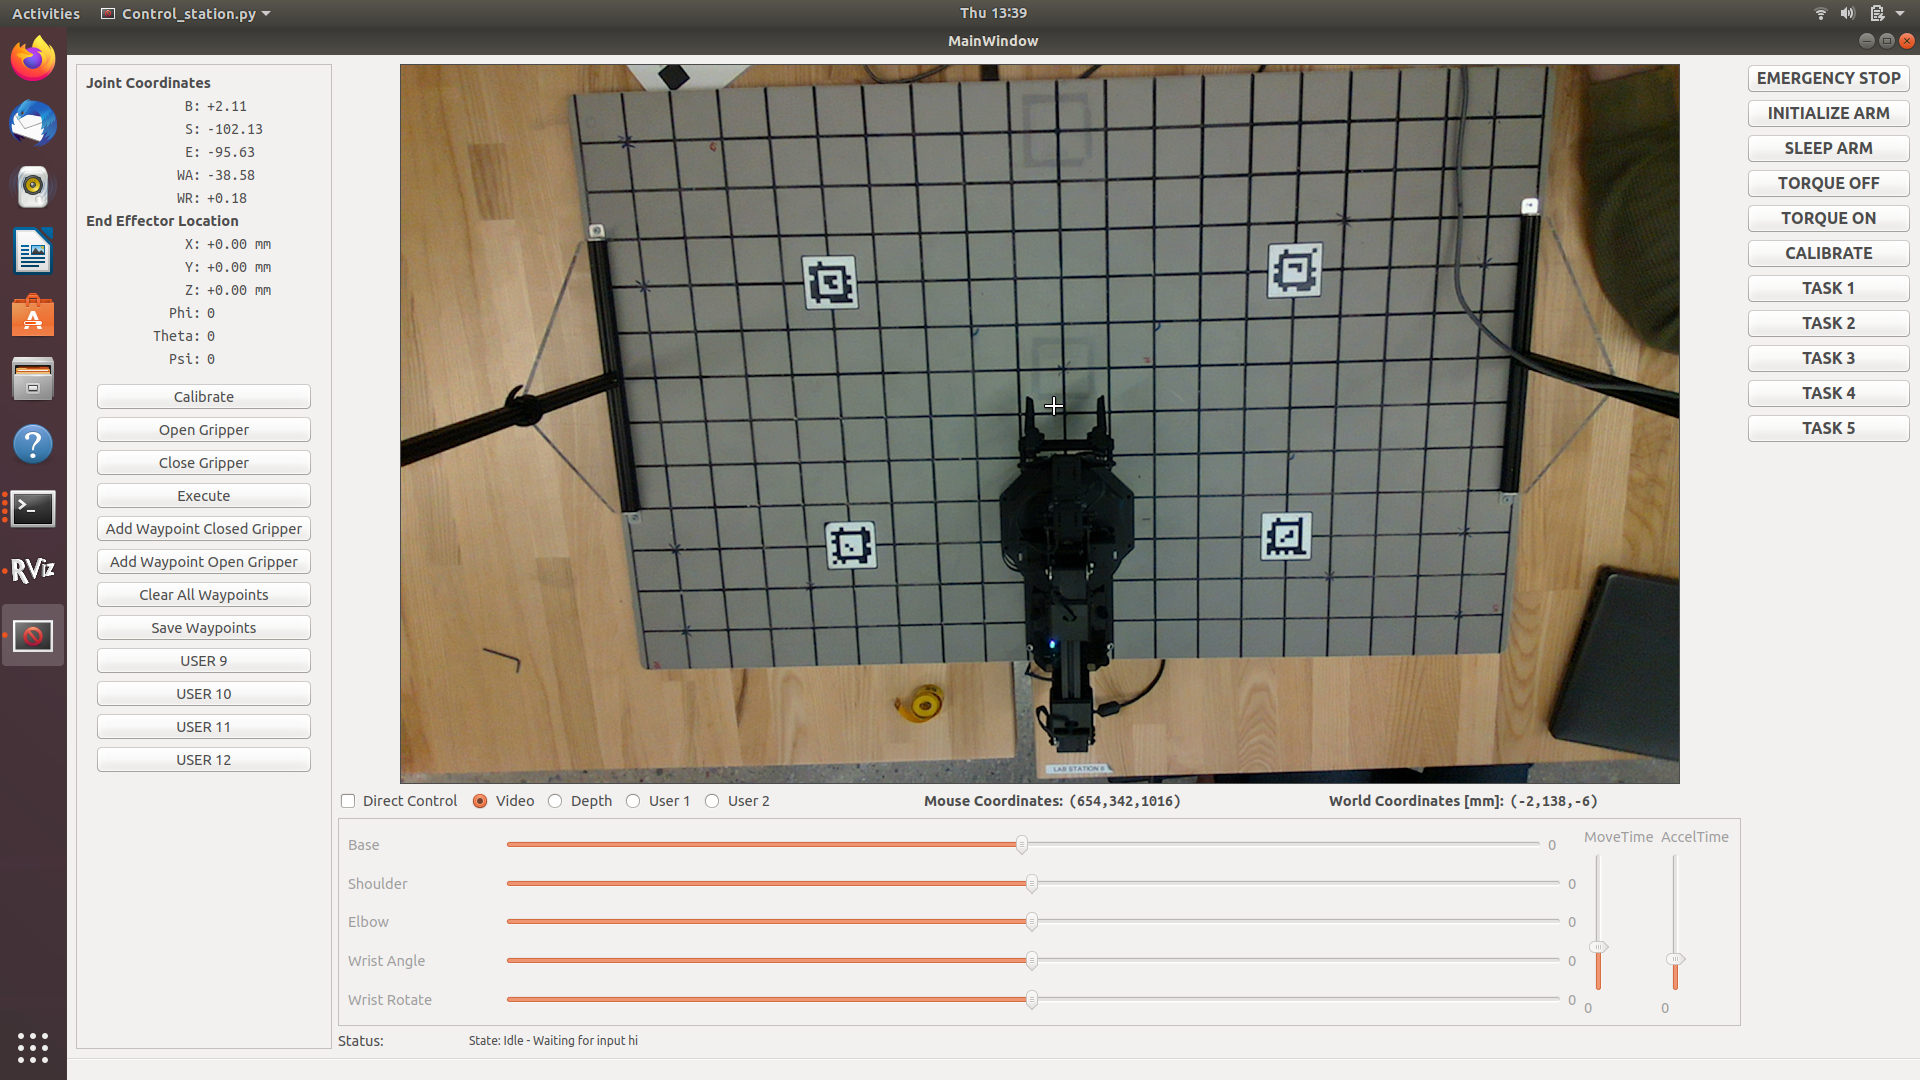 Activities
Control_station.py
Thu 13:39
MainWindow
Joint Coordinates
B: +2.11
S: -102.13
E: -95.63
WA: -38.58
WR: +0.18
End Effector Location
X: +0.00 mm
Y: +0.00 mm
Z: +0.00 mm
Phi: 0
Theta: 0
Psi: 0
Calibrate
Open Gripper
Close Gripper
Execute
Add Waypoint Closed Gripper
Add Waypoint Open Gripper
Clear All Waypoints
Save Waypoints
USER 9
USER 10
USER 11
USER 12
RViz
LAB STATION 6
EMERGENCY STOP
INITIALIZE ARM
SLEEP ARM
TORQUE OFF
TORQUE ON
CALIBRATE
TASK 1
TASK 2
TASK 3
TASK 4
TASK 5
Direct Control
Video
Depth
User 1
User 2
Mouse Coordinates: (654,342,1016)
World Coordinates [mm]: (-2,138,-6)
Base 0
Shoulder 0
Elbow 0
Wrist Angle 0
Wrist Rotate 0
MoveTime AccelTime
0 0
Status: State: Idle - Waiting for input hi